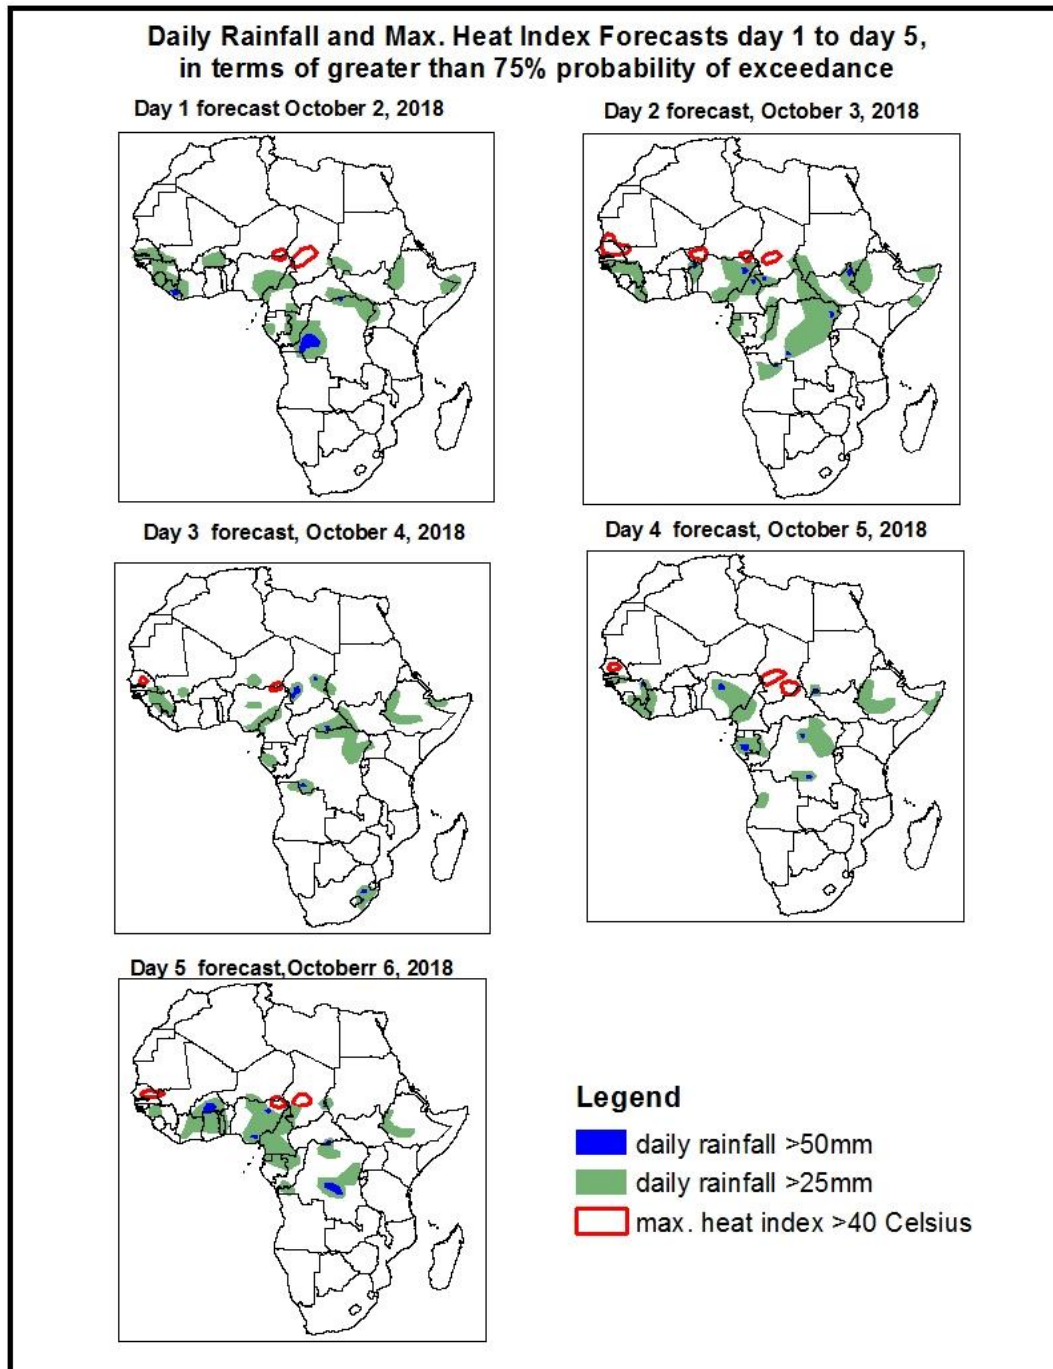 Daily Rainfall and Max. Heat Index Forecasts day 1 to day 5,
in terms of greater than 75% probability of exceedance
Day 1 forecast October 2, 2018
Day 2 forecast, October 3, 2018
Day 3 forecast, October 4, 2018
Day 4 forecast, October 5, 2018
Day 5 forecast,Octoberr 6, 2018
Legend
daily rainfall >50mm
daily rainfall >25mm
max. heat index >40 Celsius